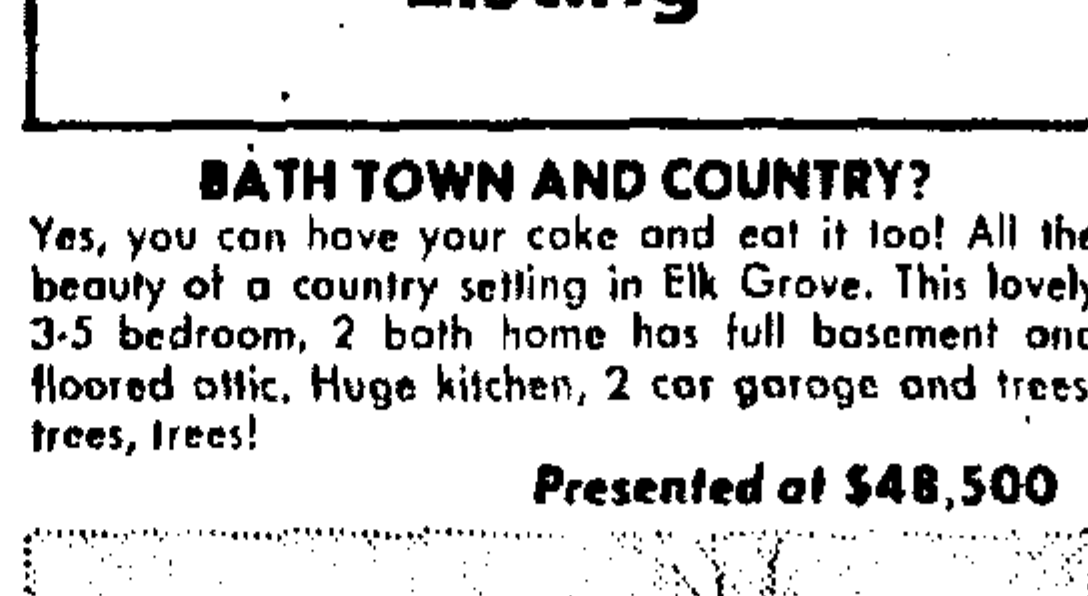 Listing
BATH TOWN AND COUNTRY?
Yes, you can have your cake and eat it too! All the
beauty of a country setting in Elk Grove. This lovely
3-5 bedroom, 2 bath home has full basement and
floored attic. Huge kitchen, 2 car garage and trees,
trees, trees!
Presented at $48,500